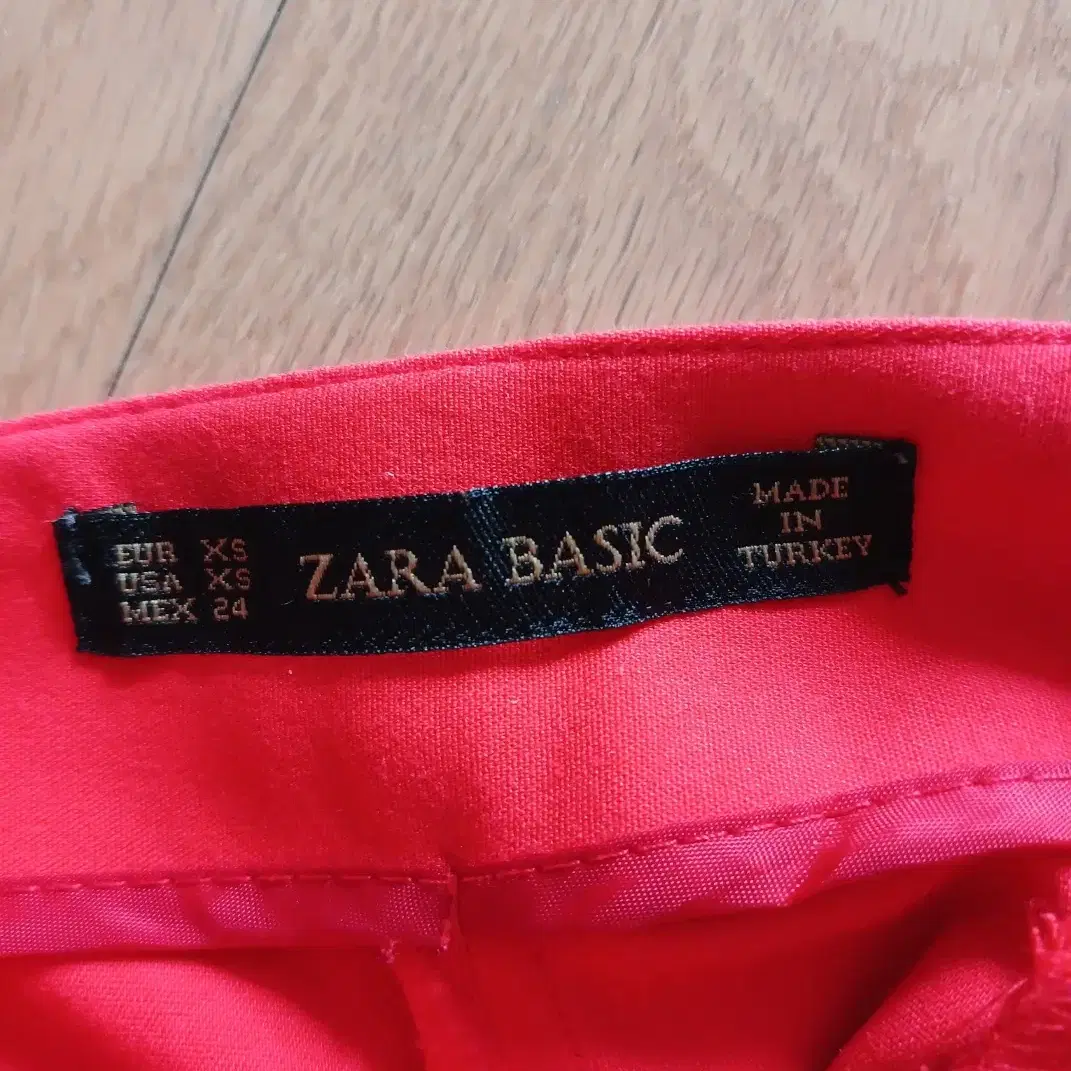 EUR XS
USA XS
MEX 24
ZARA BASIC
MADE
IN
TURKEY